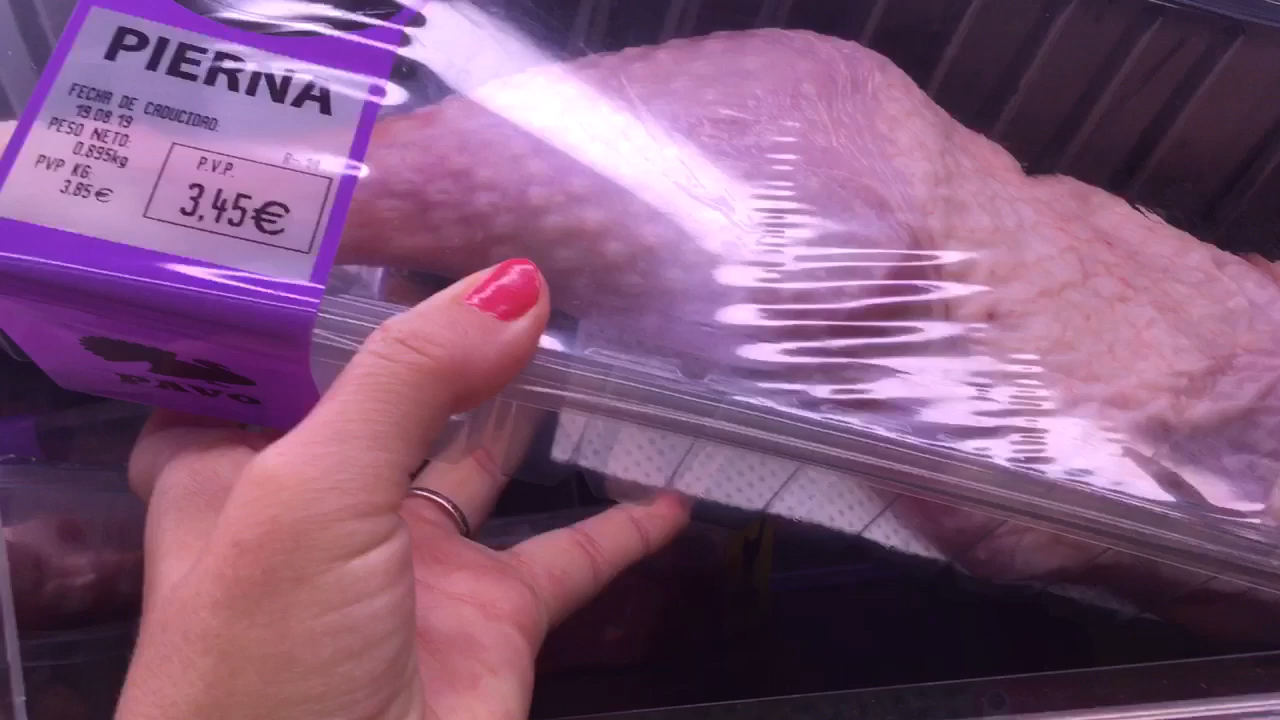 PIERNA
FECHA DE CADUCIDAD:
19.08.19
PESO NETO:
0.895kg
PVP KG:
3.85€
P.V.P.
3,45€
PAVO